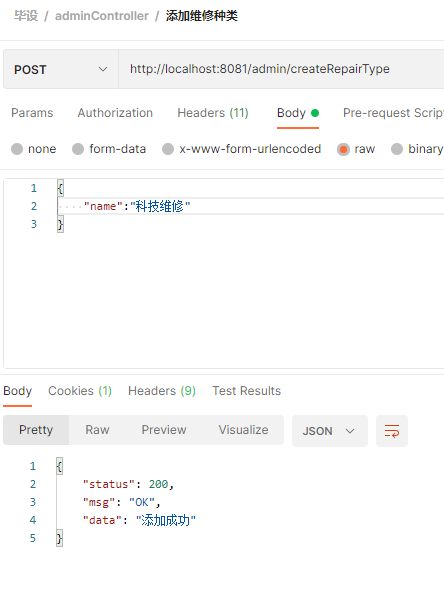 毕设 / adminController / 添加维修种类
POST http://localhost:8081/admin/createRepairType
Params Authorization Headers (11) Body Pre-request Scrip
none form-data x-www-form-urlencoded raw binary
1 {
2 "name":"科技维修"
3 }
Body Cookies (1) Headers (9) Test Results
Pretty Raw Preview Visualize JSON
1 {
2 "status": 200,
3 "msg": "OK",
4 "data": "添加成功"
5 }